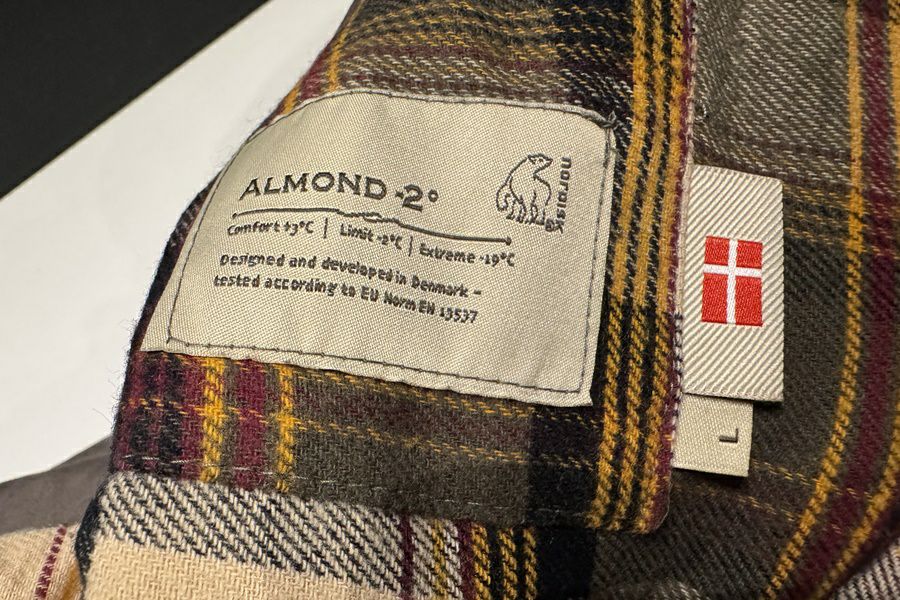 ALMOND -2°
nordisk
Comfort +3°C | Limit -2°C | Extreme -19°C
Designed and developed in Denmark –
tested according to EU Norm EN 13537
L